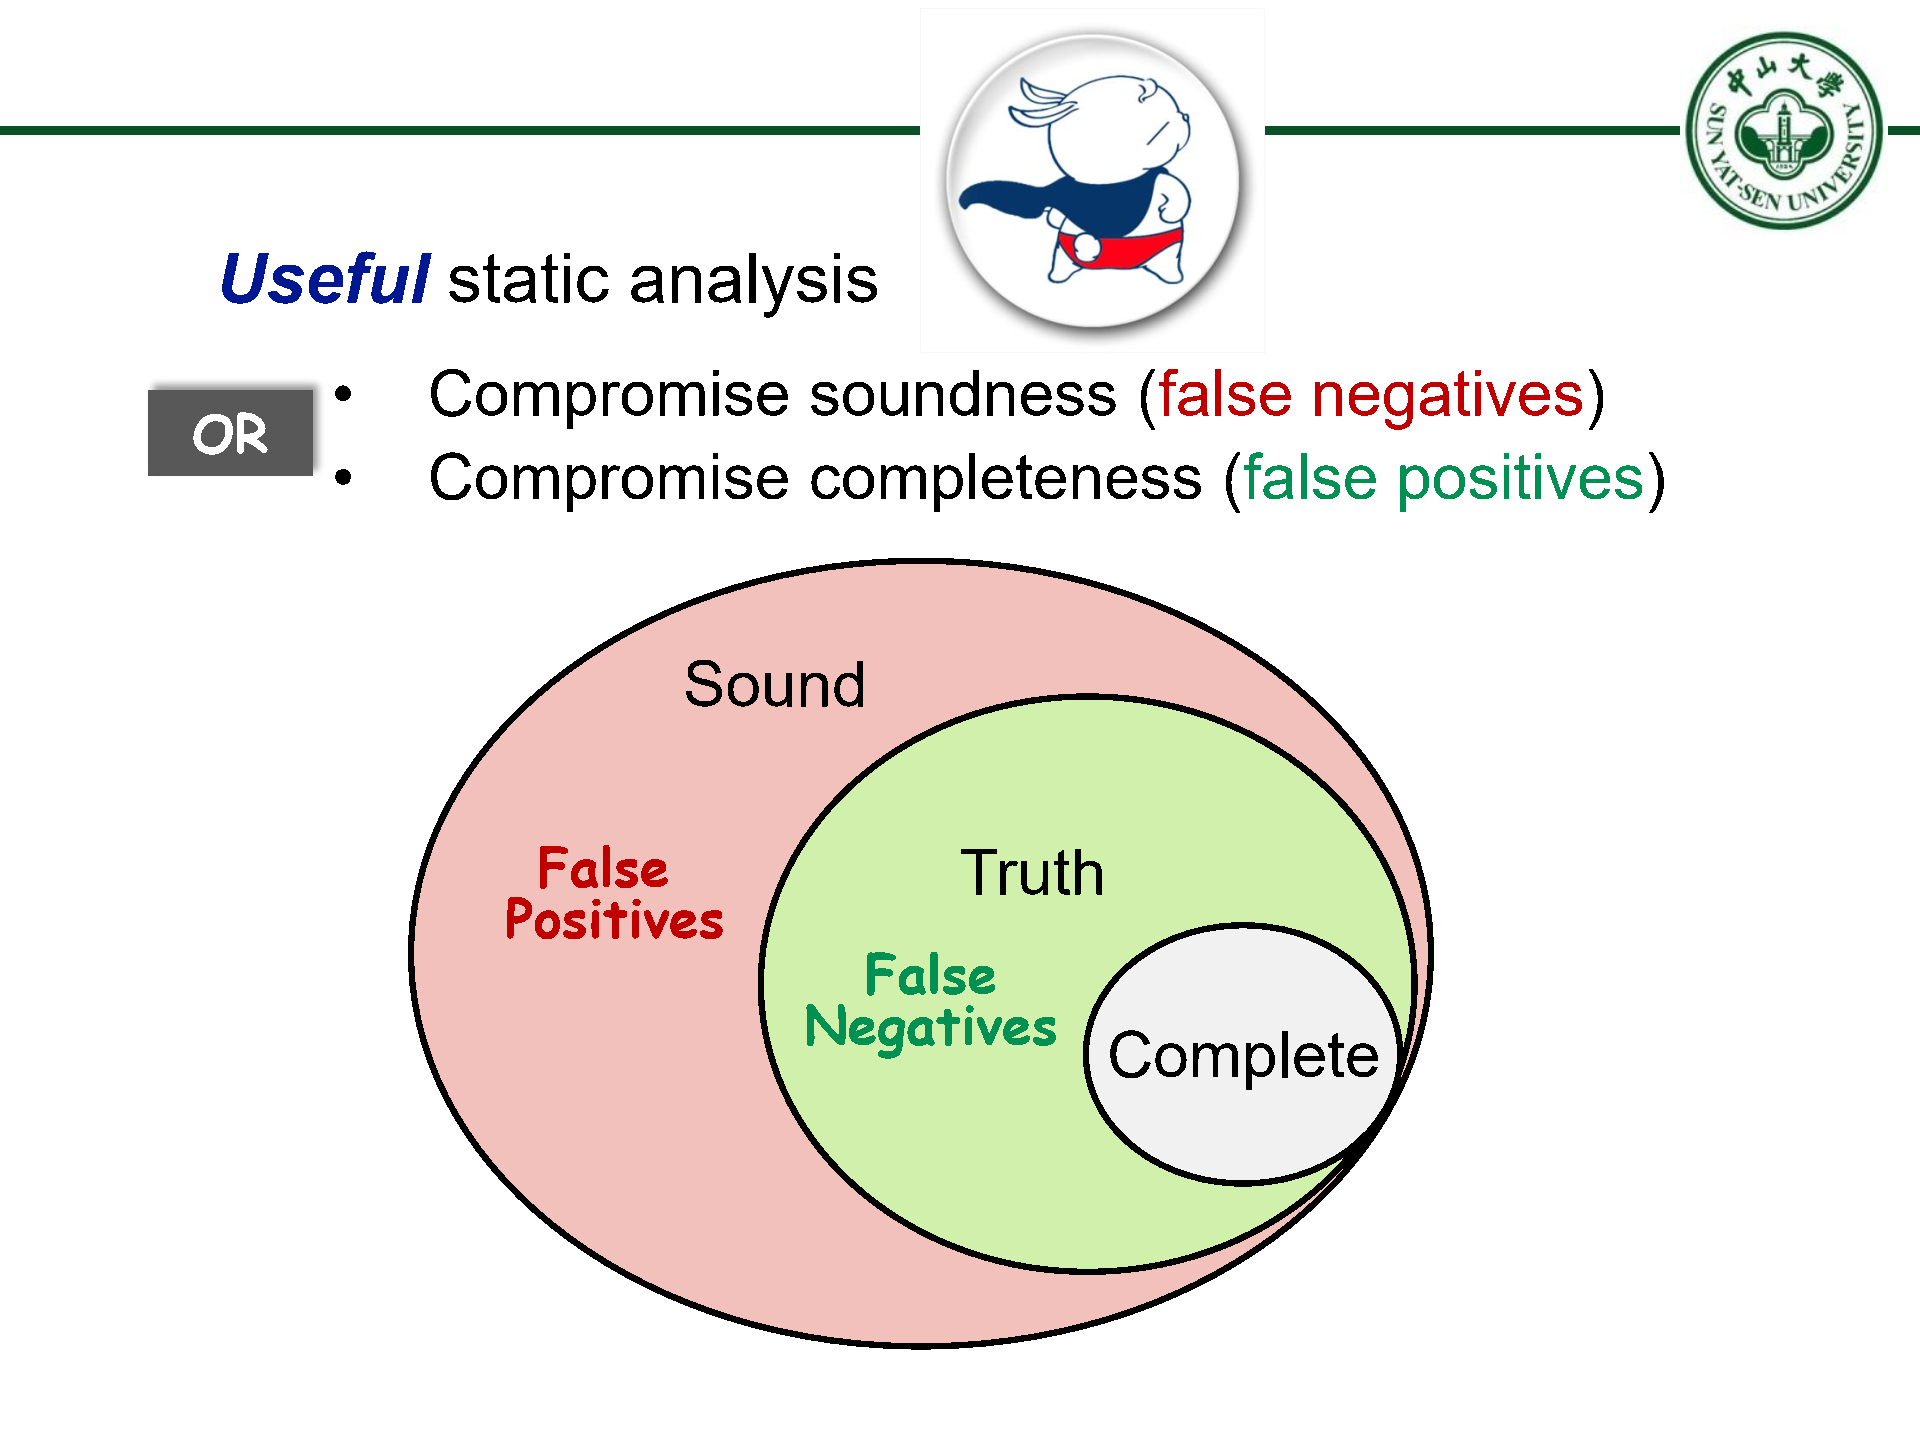 中山大學
SUN YAT-SEN UNIVERSITY
Useful static analysis
OR
• Compromise soundness (false negatives)
• Compromise completeness (false positives)
Sound
False
Positives
Truth
False
Negatives
Complete